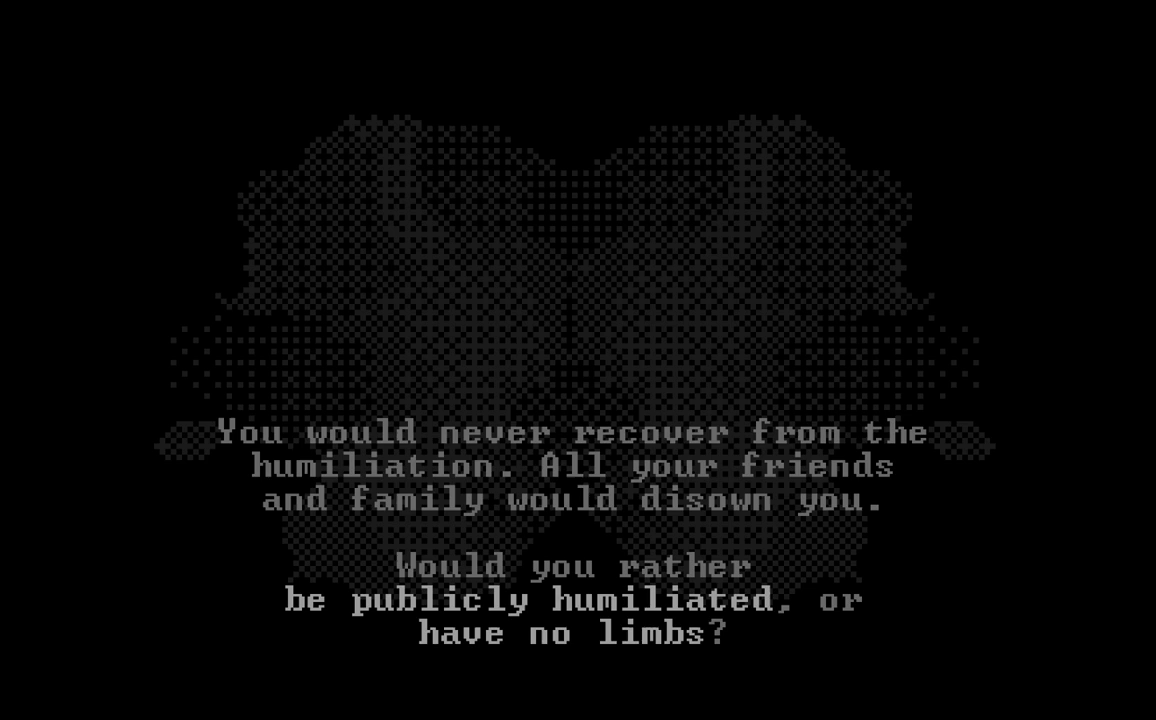 You would never recover from the
humiliation. All your friends
and family would disown you.
Would you rather
be publicly humiliated, or
have no limbs?